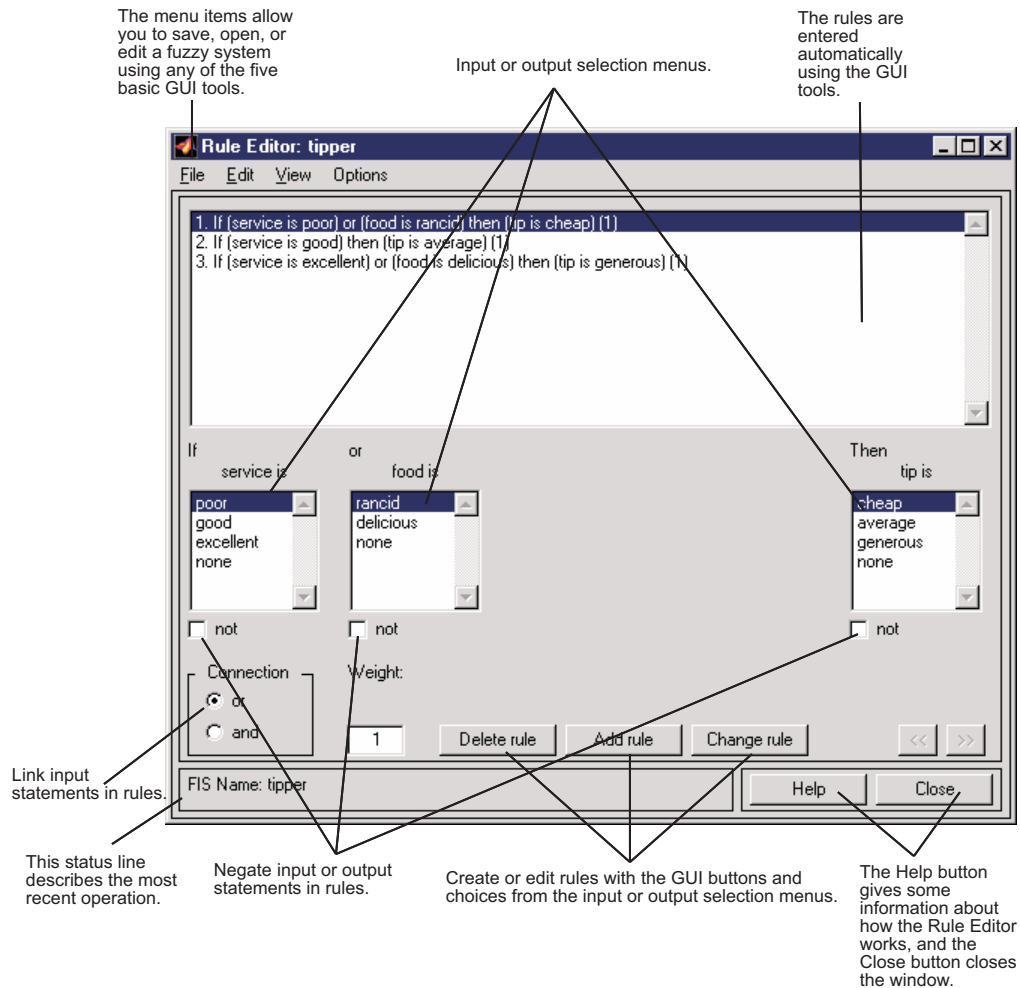 The menu items allow
you to save, open, or
edit a fuzzy system
using any of the five
basic GUI tools.
Input or output selection menus.
The rules are
entered
automatically
using the GUI
tools.
Rule Editor: tipper
File Edit View Options
1. If (service is poor) or (food is rancid) then (tip is cheap) (1)
2. If (service is good) then (tip is average) (1)
3. If (service is excellent) or (food is delicious) then (tip is generous) (1)
If
service is
or
food is
Then
tip is
poor
good
excellent
none
rancid
delicious
none
cheap
average
generous
none
not
not
not
Connection
or
and
Weight:
1
Delete rule
Add rule
Change rule
<<
>>
FIS Name: tipper
Help
Close
Link input
statements in rules.
This status line
describes the most
recent operation.
Negate input or output
statements in rules.
Create or edit rules with the GUI buttons and
choices from the input or output selection menus.
The Help button
gives some
information about
how the Rule Editor
works, and the
Close button closes
the window.